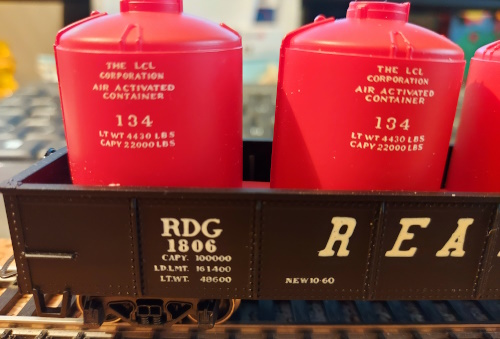 THE LCL
CORPORATION
AIR ACTIVATED
CONTAINER
134
LT WT 4430 LBS
CAPY 22000 LBS
THE LCL
CORPORATION
AIR ACTIVATED
CONTAINER
134
LT WT 4430 LBS
CAPY 22000 LBS
RDG
1806
CAPY. 100000
LD.LMT. 161400
LT.WT. 48600
REA
NEW 10-60